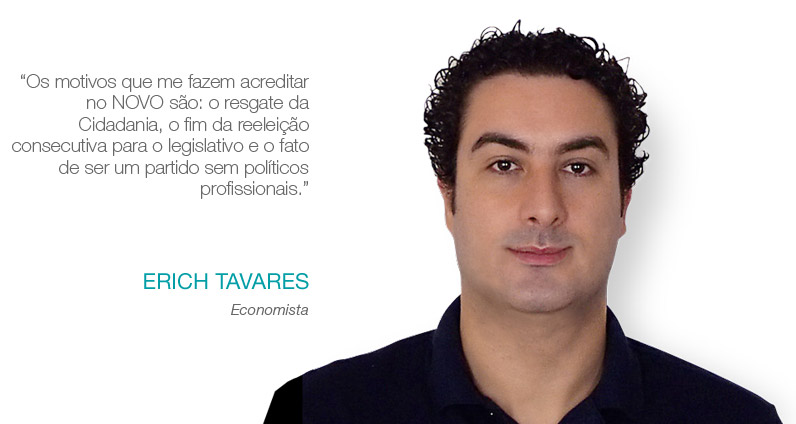 “Os motivos que me fazem acreditar
no NOVO são: o resgate da
Cidadania, o fim da reeleição
consecutiva para o legislativo e o fato
de ser um partido sem políticos
profissionais.”
ERICH TAVARES
Economista